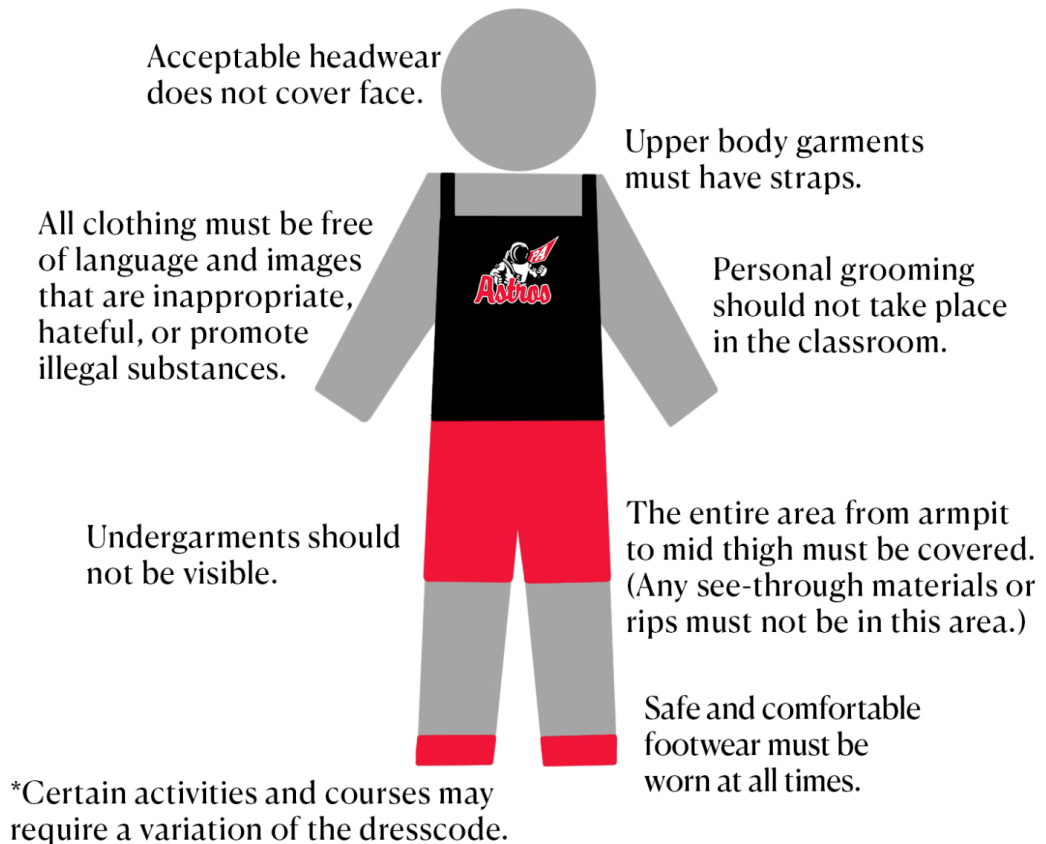 Acceptable headwear
does not cover face.
Upper body garments
must have straps.
All clothing must be free
of language and images
that are inappropriate,
hateful, or promote
illegal substances.
PA
Astros
Personal grooming
should not take place
in the classroom.
Undergarments should
not be visible.
The entire area from armpit
to mid thigh must be covered.
(Any see-through materials or
rips must not be in this area.)
Safe and comfortable
footwear must be
worn at all times.
*Certain activities and courses may
require a variation of the dresscode.